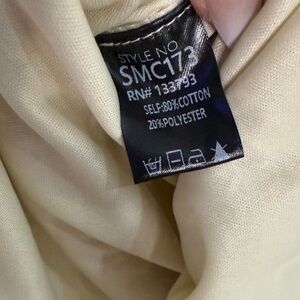 STYLE NO
SMC173
RN# 133793
SELF:80%COTTON
20%POLYESTER